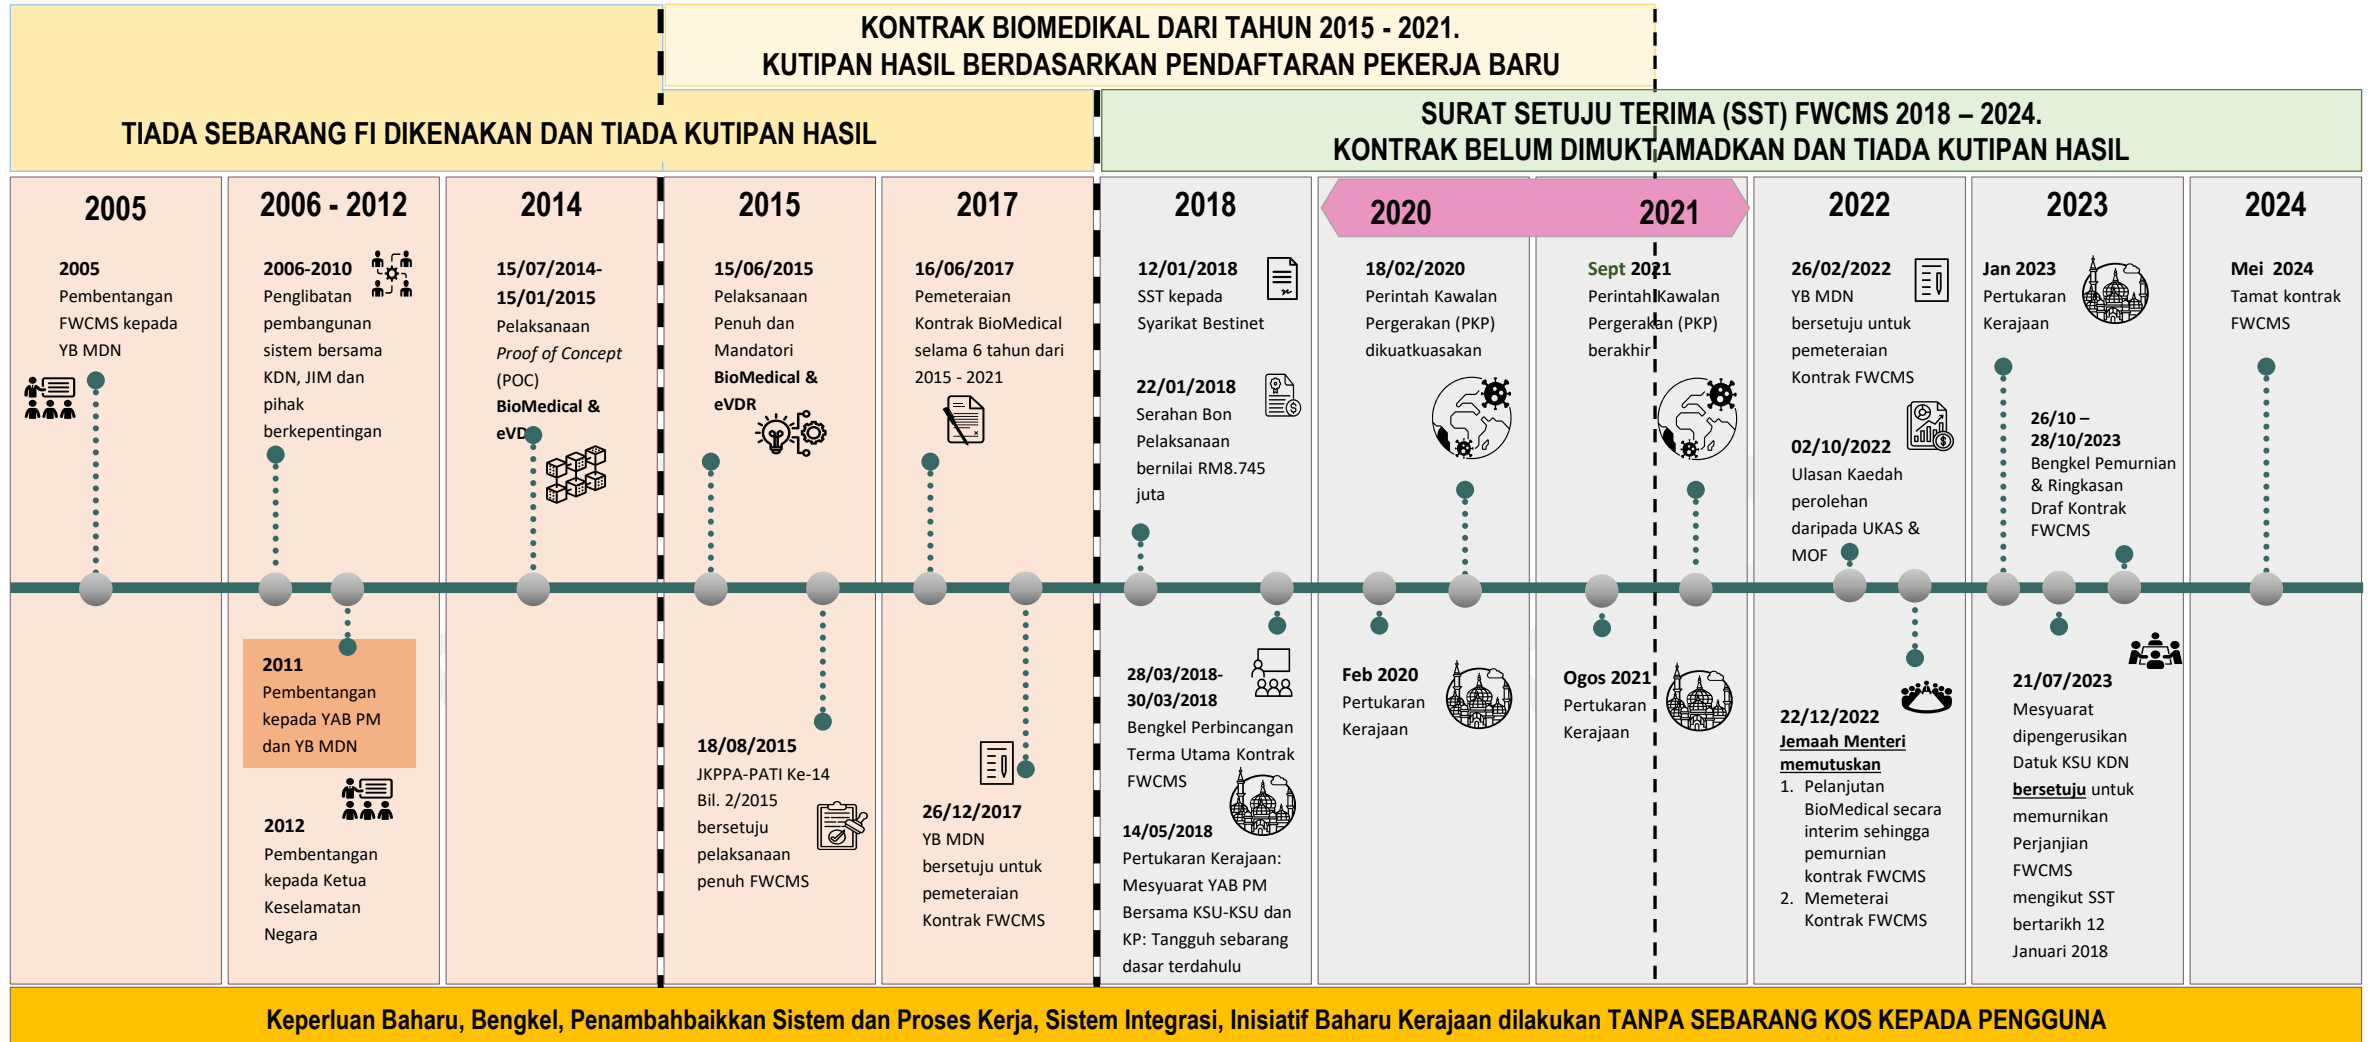 KONTRAK BIOMEDIKAL DARI TAHUN 2015 - 2021.
KUTIPAN HASIL BERDASARKAN PENDAFTARAN PEKERJA BARU
TIADA SEBARANG FI DIKENAKAN DAN TIADA KUTIPAN HASIL
SURAT SETUJU TERIMA (SST) FWCMS 2018 – 2024.
KONTRAK BELUM DIMUKTAMADKAN DAN TIADA KUTIPAN HASIL
2005
2005
Pembentangan
FWCMS kepada
YB MDN
2006 - 2012
2006-2010
Penglibatan
pembangunan
sistem bersama
KDN, JIM dan
pihak
berkepentingan
2011
Pembentangan
kepada YAB PM
dan YB MDN
2012
Pembentangan
kepada Ketua
Keselamatan
Negara
2014
15/07/2014-
15/01/2015
Pelaksanaan
Proof of Concept
(POC)
BioMedical &
eVD
2015
15/06/2015
Pelaksanaan
Penuh dan
Mandatori
BioMedical &
eVDR
18/08/2015
JKPPA-PATI Ke-14
Bil. 2/2015
bersetuju
pelaksanaan
penuh FWCMS
2017
16/06/2017
Pemeteraian
Kontrak BioMedical
selama 6 tahun dari
2015 - 2021
26/12/2017
YB MDN
bersetuju untuk
pemeteraian
Kontrak FWCMS
2018
12/01/2018
SST kepada
Syarikat Bestinet
22/01/2018
Serahan Bon
Pelaksanaan
bernilai RM8.745
juta
28/03/2018-
30/03/2018
Bengkel Perbincangan
Terma Utama Kontrak
FWCMS
14/05/2018
Pertukaran Kerajaan:
Mesyuarat YAB PM
Bersama KSU-KSU dan
KP: Tangguh sebarang
dasar terdahulu
2020
18/02/2020
Perintah Kawalan
Pergerakan (PKP)
dikuatkuasakan
Feb 2020
Pertukaran
Kerajaan
2021
Sept 2021
Perintah Kawalan
Pergerakan (PKP)
berakhir
Ogos 2021
Pertukaran
Kerajaan
2022
26/02/2022
YB MDN
bersetuju untuk
pemeteraian
Kontrak FWCMS
02/10/2022
Ulasan Kaedah
perolehan
daripada UKAS &
MOF
22/12/2022
Jemaah Menteri
memutuskan
1. Pelanjutan
BioMedical secara
interim sehingga
pemurnian
kontrak FWCMS
2. Memeterai
Kontrak FWCMS
2023
Jan 2023
Pertukaran
Kerajaan
26/10 –
28/10/2023
Bengkel Pemurnian
& Ringkasan
Draf Kontrak
FWCMS
21/07/2023
Mesyuarat
dipengerusikan
Datuk KSU KDN
bersetuju untuk
memurnikan
Perjanjian
FWCMS
mengikut SST
bertarikh 12
Januari 2018
2024
Mei 2024
Tamat kontrak
FWCMS
Keperluan Baharu, Bengkel, Penambahbaikkan Sistem dan Proses Kerja, Sistem Integrasi, Inisiatif Baharu Kerajaan dilakukan TANPA SEBARANG KOS KEPADA PENGGUNA